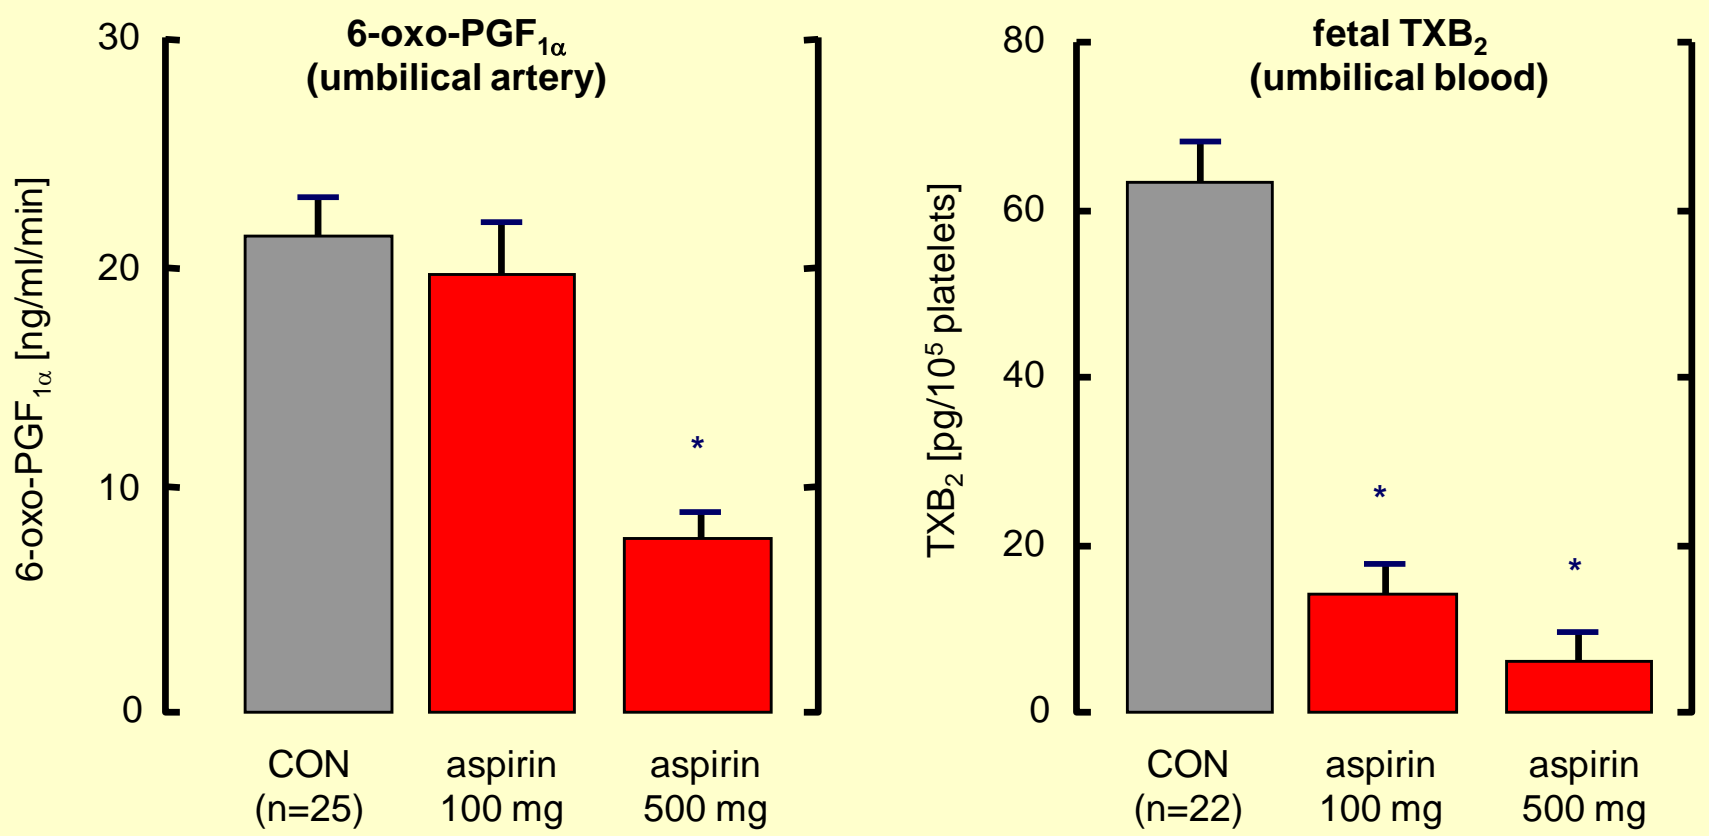 6-oxo-PGF1α
(umbilical artery)
6-oxo-PGF1α [ng/ml/min]
30
20
10
0
*
CON
(n=25)
aspirin
100 mg
aspirin
500 mg
fetal TXB2
(umbilical blood)
TXB2 [pg/10⁵ platelets]
80
60
40
20
0
*
*
CON
(n=22)
aspirin
100 mg
aspirin
500 mg